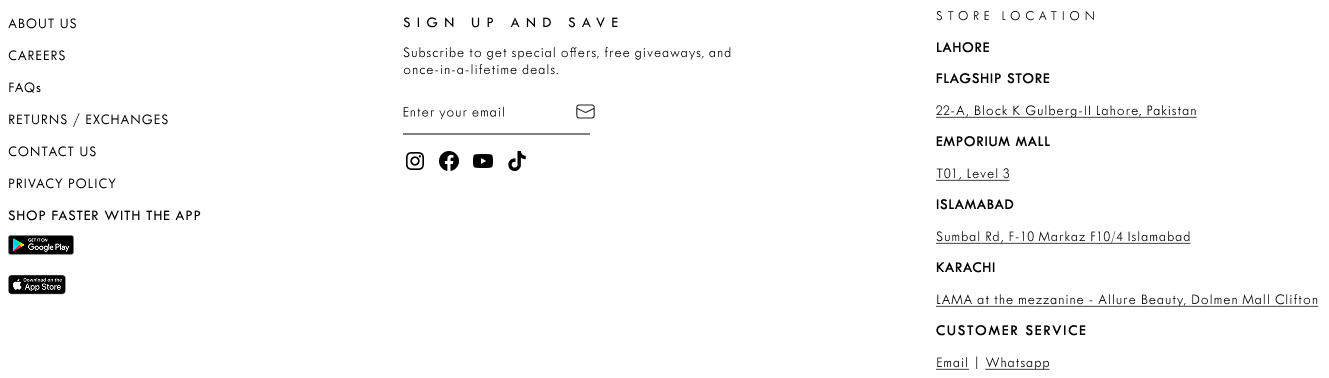 ABOUT US
CAREERS
FAQs
RETURNS / EXCHANGES
CONTACT US
PRIVACY POLICY
SHOP FASTER WITH THE APP
GET IT ON
Google Play
Download on the
App Store
SIGN UP AND SAVE
Subscribe to get special offers, free giveaways, and
once-in-a-lifetime deals.
Enter your email
STORE LOCATION
LAHORE
FLAGSHIP STORE
22-A, Block K Gulberg-II Lahore, Pakistan
EMPORIUM MALL
T01, Level 3
ISLAMABAD
Sumbal Rd, F-10 Markaz F10/4 Islamabad
KARACHI
LAMA at the mezzanine - Allure Beauty, Dolmen Mall Clifton
CUSTOMER SERVICE
Email | Whatsapp